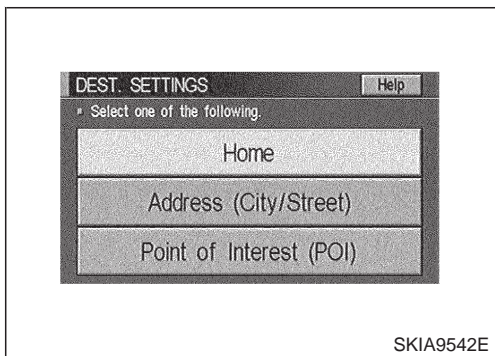 DEST. SETTINGS Help
Select one of the following.
Home
Address (City/Street)
Point of Interest (POI)
SKIA9542E